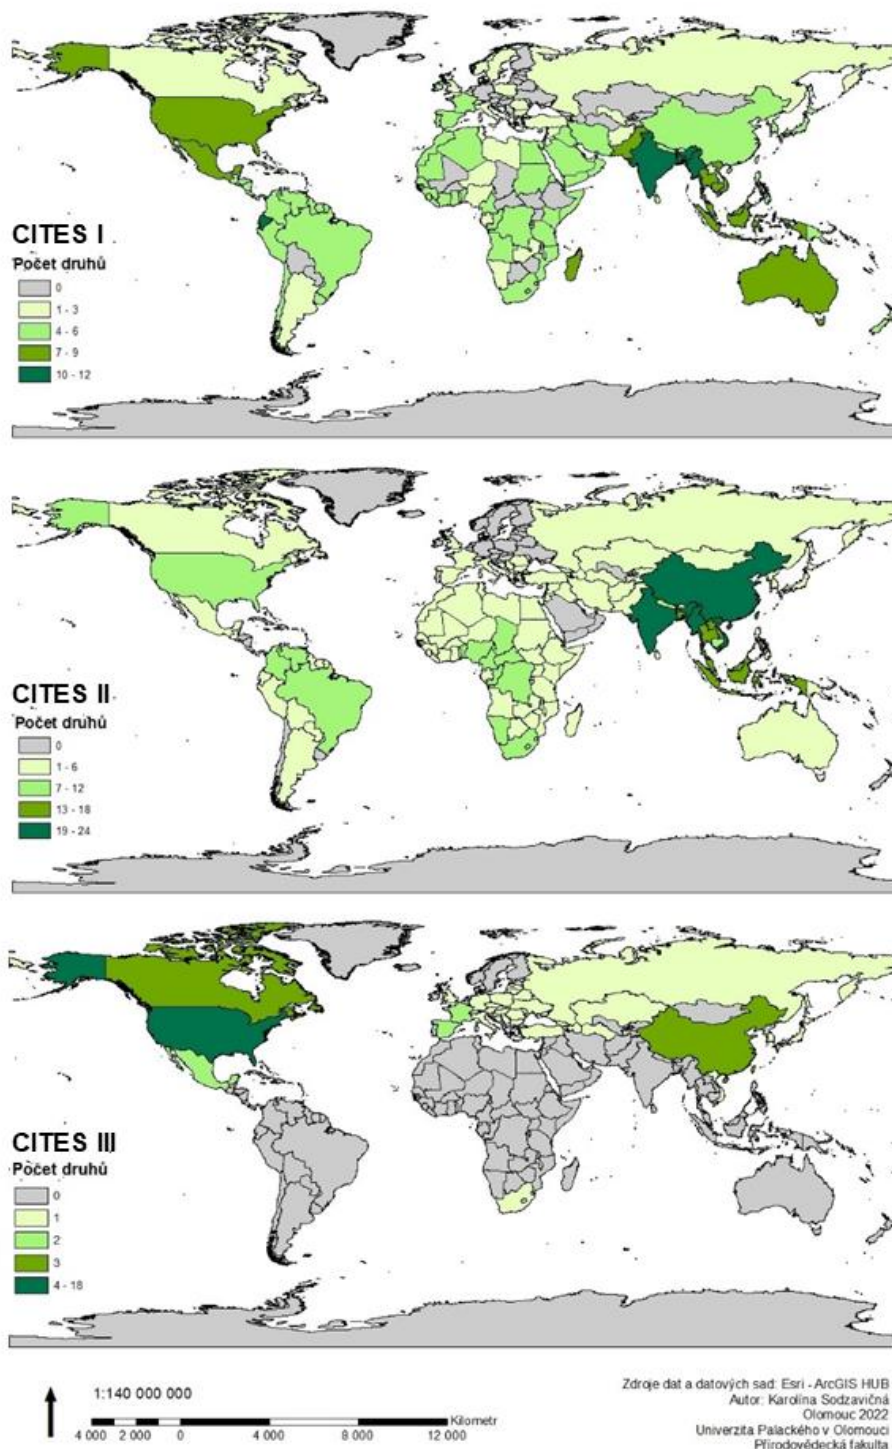 CITES I
Počet druhů
0
1 - 3
4 - 6
7 - 9
10 - 12
CITES II
Počet druhů
0
1 - 6
7 - 12
13 - 18
19 - 24
CITES III
Počet druhů
0
1
2
3
4 - 18
1:140 000 000
Kilometr
4 000 2 000 0 4 000 8 000 12 000
Zdroje dat a datových sad: Esri - ArcGIS HUB
Autor: Karolína Sodzavičná
Olomouc 2022
Univerzita Palackého v Olomouci
Přírodovědecká fakulta